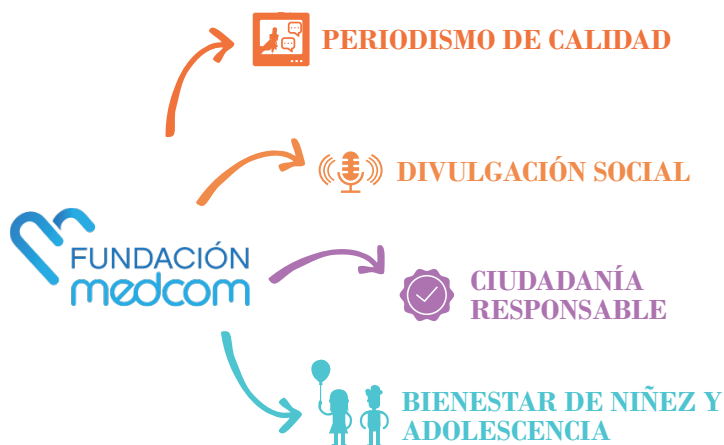 PERIODISMO DE CALIDAD
DIVULGACIÓN SOCIAL
FUNDACIÓN
medcom
CIUDADANÍA
RESPONSABLE
BIENESTAR DE NIÑEZ Y
ADOLESCENCIA